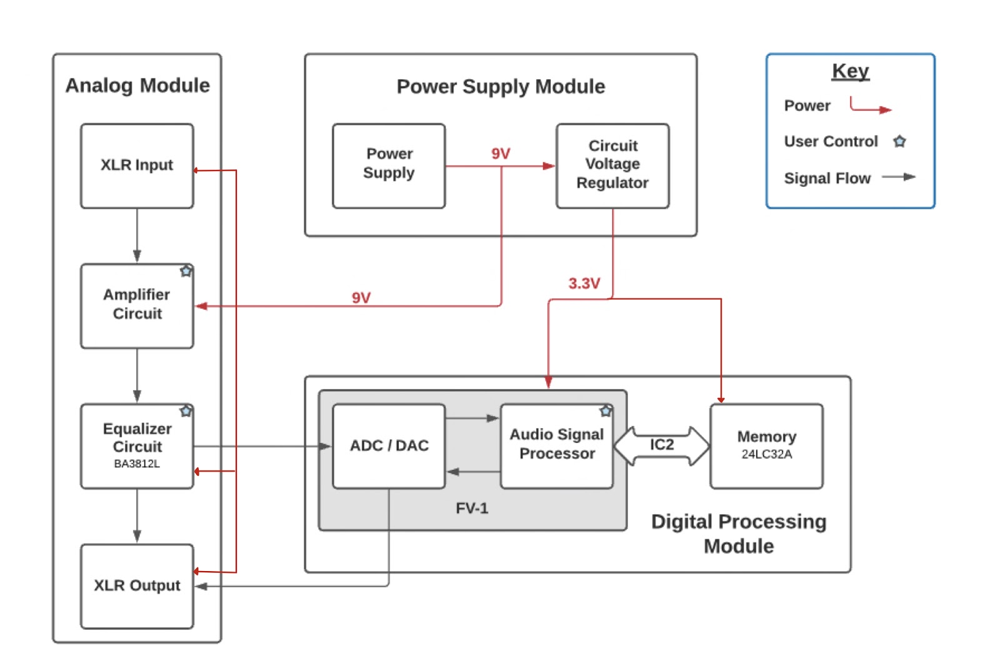 Analog Module
XLR Input
Amplifier
Circuit
Equalizer
Circuit
BA3812L
XLR Output
Power Supply Module
Power
Supply
9V
Circuit
Voltage
Regulator
9V
3.3V
ADC / DAC
Audio Signal
Processor
FV-1
IC2
Memory
24LC32A
Digital Processing
Module
Key
Power
User Control
Signal Flow